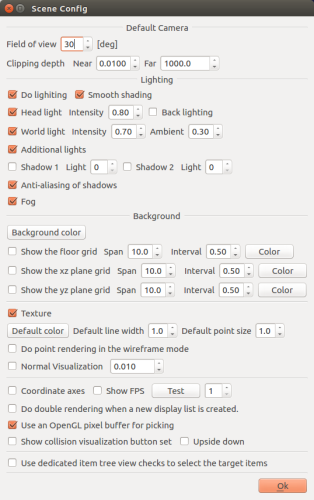 Scene Config
Default Camera
Field of view 30 [deg]
Clipping depth Near 0.0100 Far 1000.0
Lighting
Do lighiting Smooth shading
Head light Intensity 0.80 Back lighting
World light Intensity 0.70 Ambient 0.30
Additional lights
Shadow 1 Light 0 Shadow 2 Light 0
Anti-aliasing of shadows
Fog
Background
Background color
Show the floor grid Span 10.0 Interval 0.50 Color
Show the xz plane grid Span 10.0 Interval 0.50 Color
Show the yz plane grid Span 10.0 Interval 0.50 Color
Texture
Default color Default line width 1.0 Default point size 1.0
Do point rendering in the wireframe mode
Normal Visualization 0.010
Coordinate axes Show FPS Test 1
Do double rendering when a new display list is created.
Use an OpenGL pixel buffer for picking
Show collision visualization button set Upside down
Use dedicated item tree view checks to select the target items
Ok